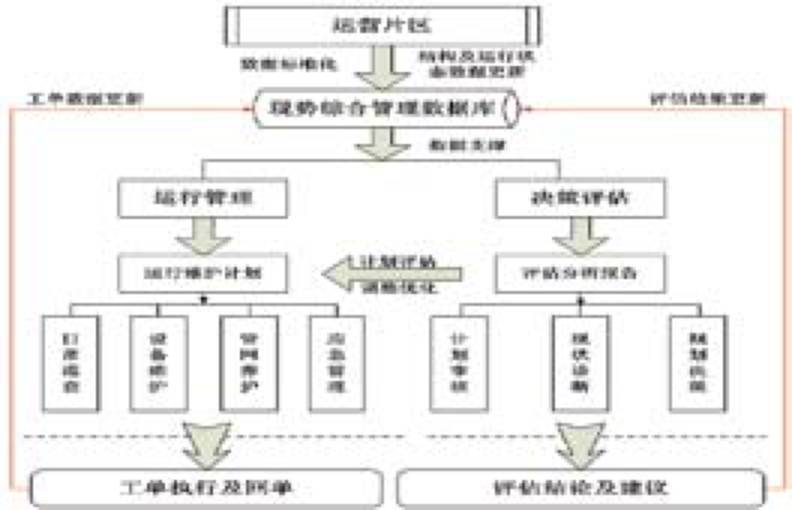 运营片区
数据标准化
结构及运行状
态数据更新
工单数据更新
现势综合管理数据库
评估结果更新
数据支撑
运行管理
决策评估
运行维护计划
计划评估
调整优化
评估分析报告
日常巡查
设备维护
管网养护
应急管理
计划审核
现状诊断
工单执行及回单
评估结论及建议